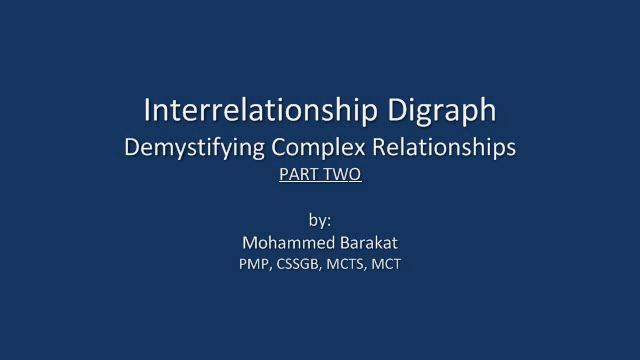 Interrelationship Digraph
Demystifying Complex Relationships
PART TWO
by:
Mohammed Barakat
PMP, CSSGB, MCTS, MCT